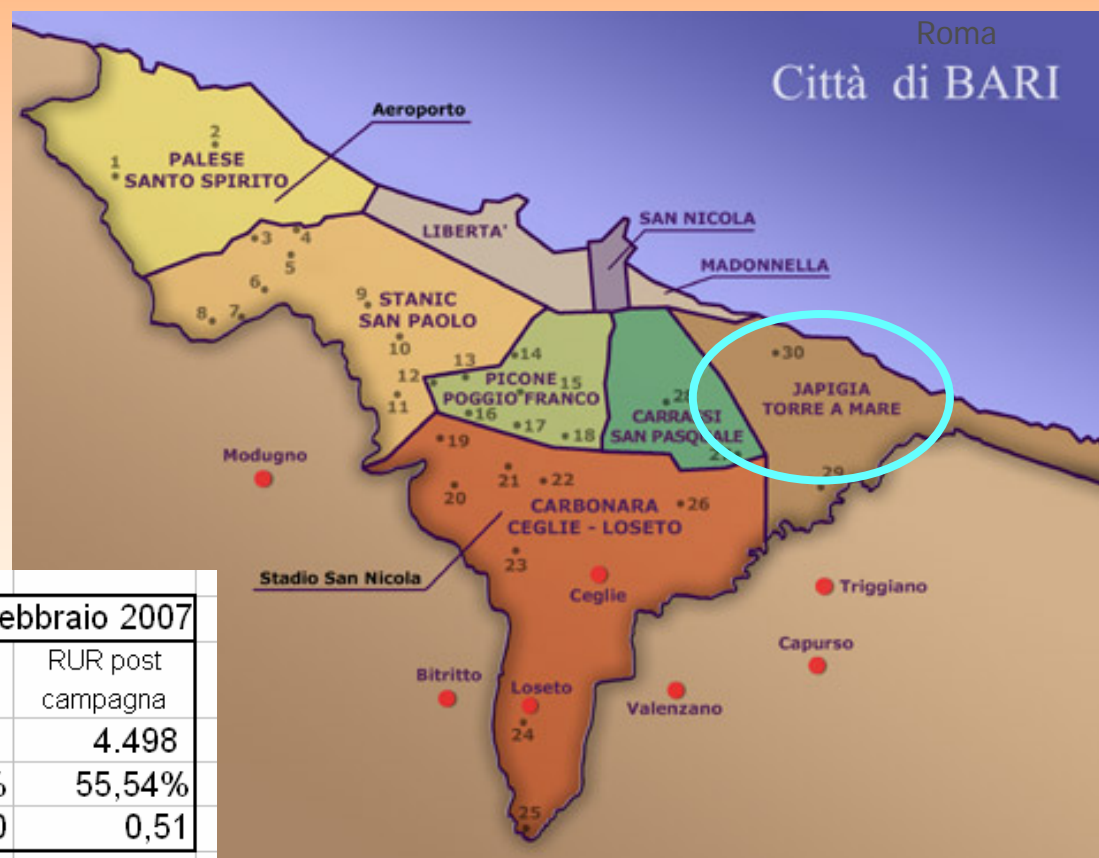 Roma
Città di BARI
Aeroporto
2
1
PALESE
SANTO SPIRITO
SAN NICOLA
LIBERTA'
MADONNELLA
3
4
5
6
7
8
9
STANIC
SAN PAOLO
10
11
12
13
14
PICONE
15
POGGIO FRANCO
16
17
18
28
CARRASSI
SAN PASQUALE
27
30
JAPIGIA
TORRE A MARE
29
19
Modugno
20
21
22
CARBONARA
CEGLIE - LOSETO
26
23
Stadio San Nicola
Ceglie
Triggiano
Capurso
Bitritto
Loseto
Valenzano
24
25
ebbraio 2007
RUR post
campagna
4.498
% 55,54%
0 0,51